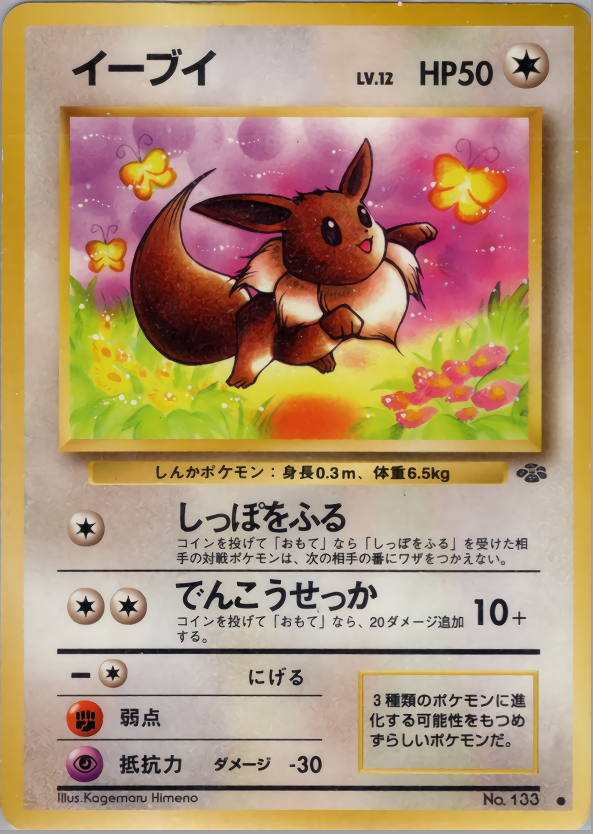 イーブイ LV.12 HP50
しんかポケモン：身長0.3m、体重6.5kg
しっぽをふる
コインを投げて「おもて」なら「しっぽをふる」を受けた相
手の対戦ポケモンは、次の相手の番にワザをつかえない。
でんこうせっか 10+
コインを投げて「おもて」なら、20ダメージ追加
する。
− にげる
弱点
抵抗力 ダメージ -30
3種類のポケモンに進
化する可能性をもつめ
ずらしいポケモンだ。
Illus.Kagemaru Himeno No. 133